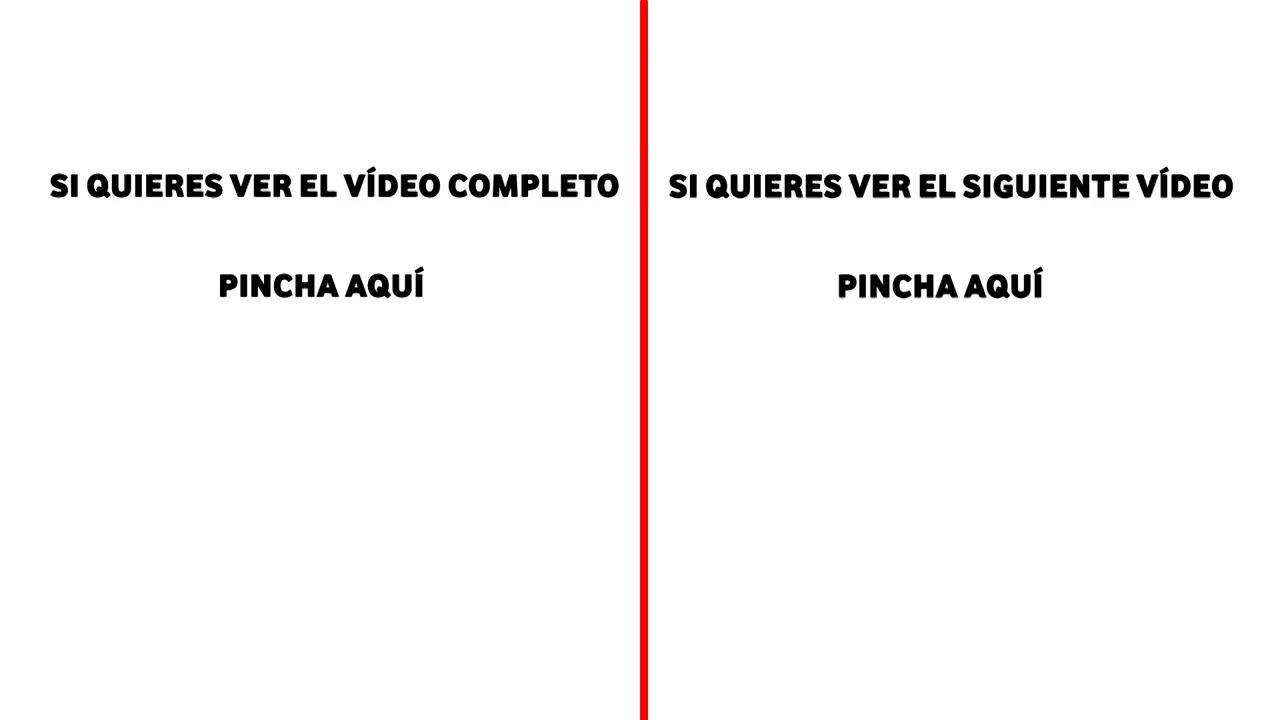 SI QUIERES VER EL VÍDEO COMPLETO
PINCHA AQUÍ
SI QUIERES VER EL SIGUIENTE VÍDEO
PINCHA AQUÍ